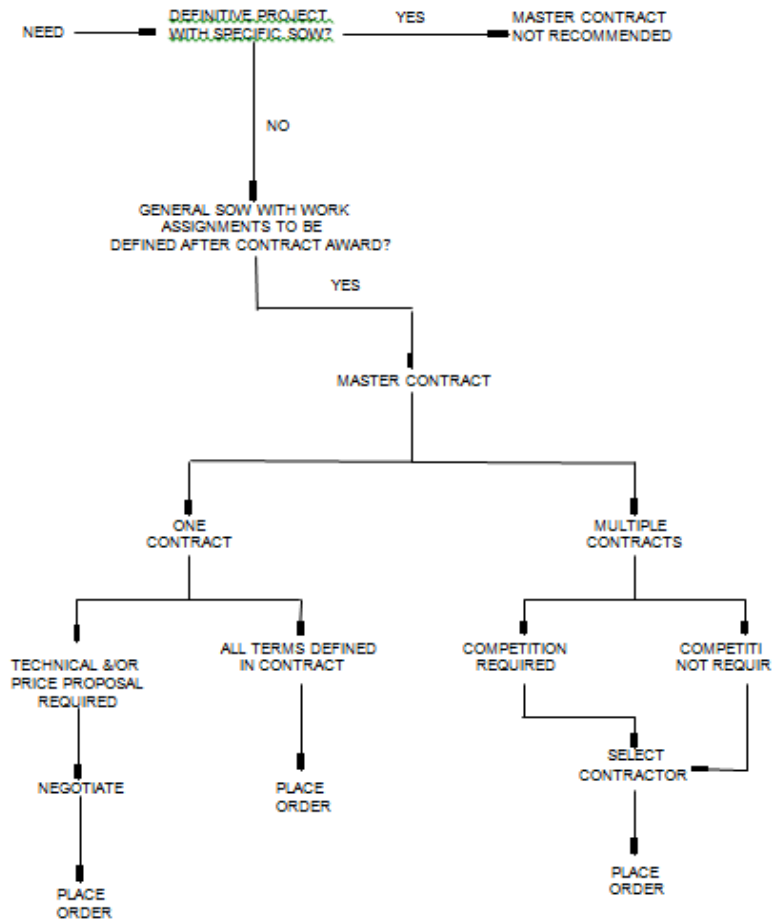 NEED
DEFINITIVE PROJECT
WITH SPECIFIC SOW?
YES
MASTER CONTRACT
NOT RECOMMENDED
NO
GENERAL SOW WITH WORK
ASSIGNMENTS TO BE
DEFINED AFTER CONTRACT AWARD?
YES
MASTER CONTRACT
ONE
CONTRACT
MULTIPLE
CONTRACTS
TECHNICAL &/OR
PRICE PROPOSAL
REQUIRED
ALL TERMS DEFINED
IN CONTRACT
COMPETITION
REQUIRED
COMPETITI
NOT REQUIR
NEGOTIATE
PLACE
ORDER
SELECT
CONTRACTOR
PLACE
ORDER
PLACE
ORDER